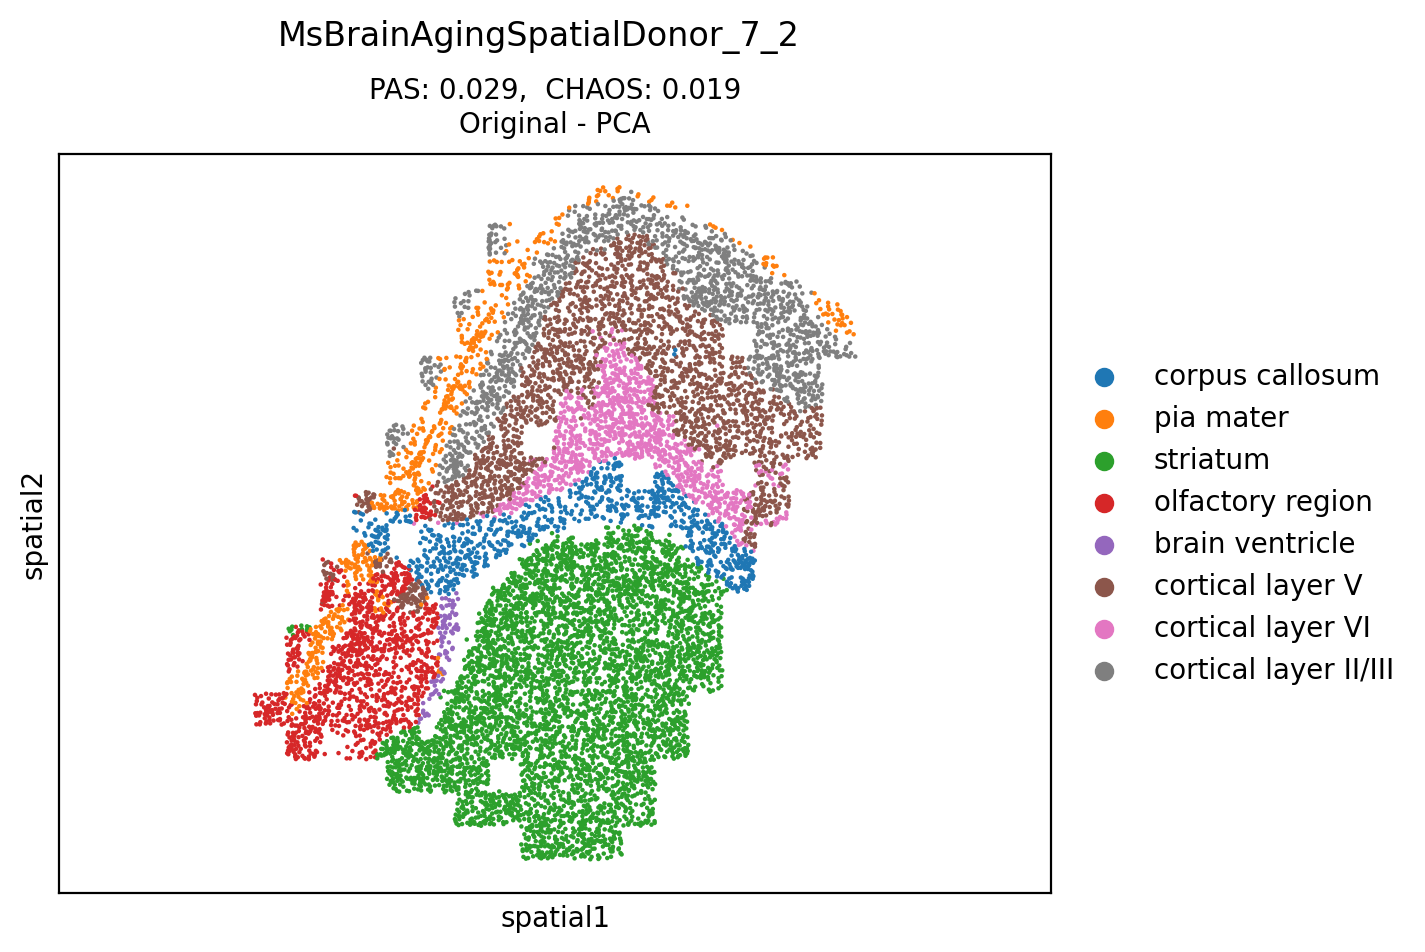 MsBrainAgingSpatialDonor_7_2
PAS: 0.029,  CHAOS: 0.019
Original - PCA
corpus callosum
pia mater
striatum
olfactory region
brain ventricle
cortical layer V
cortical layer VI
cortical layer II/III
spatial2
spatial1